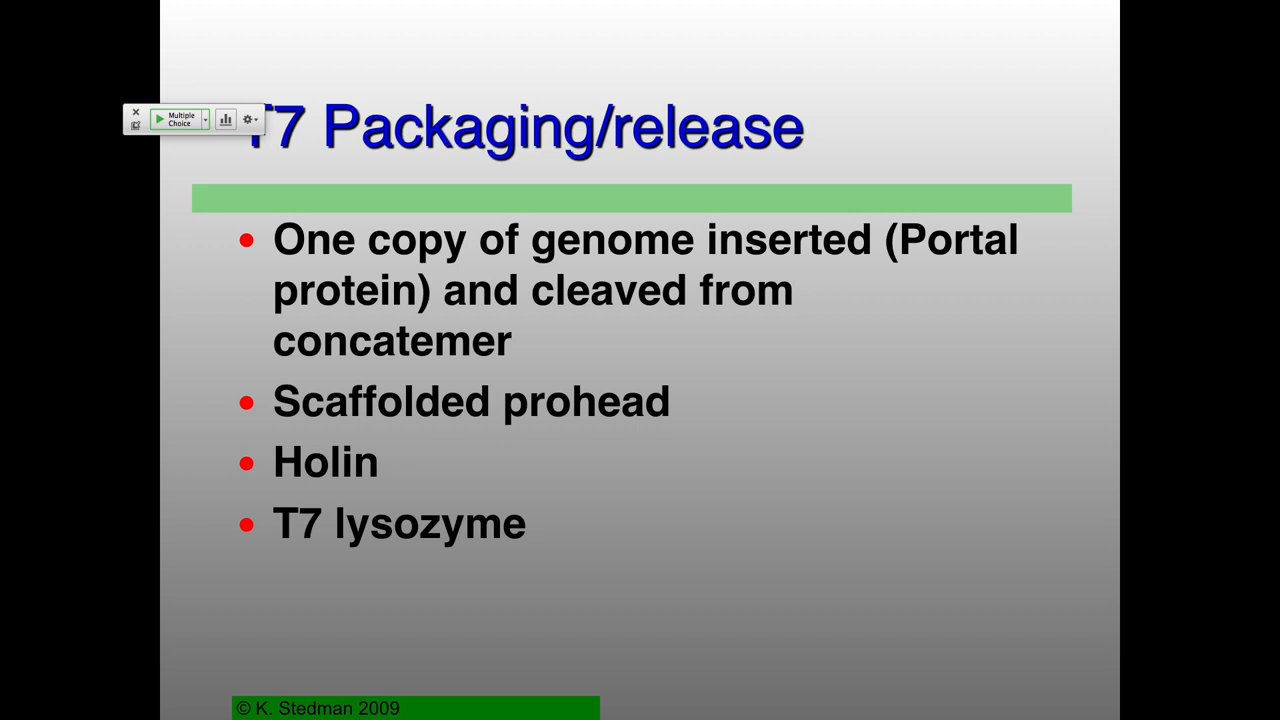 Multiple
Choice
T7 Packaging/release
• One copy of genome inserted (Portal
protein) and cleaved from
concatemer
• Scaffolded prohead
• Holin
• T7 lysozyme
© K. Stedman 2009